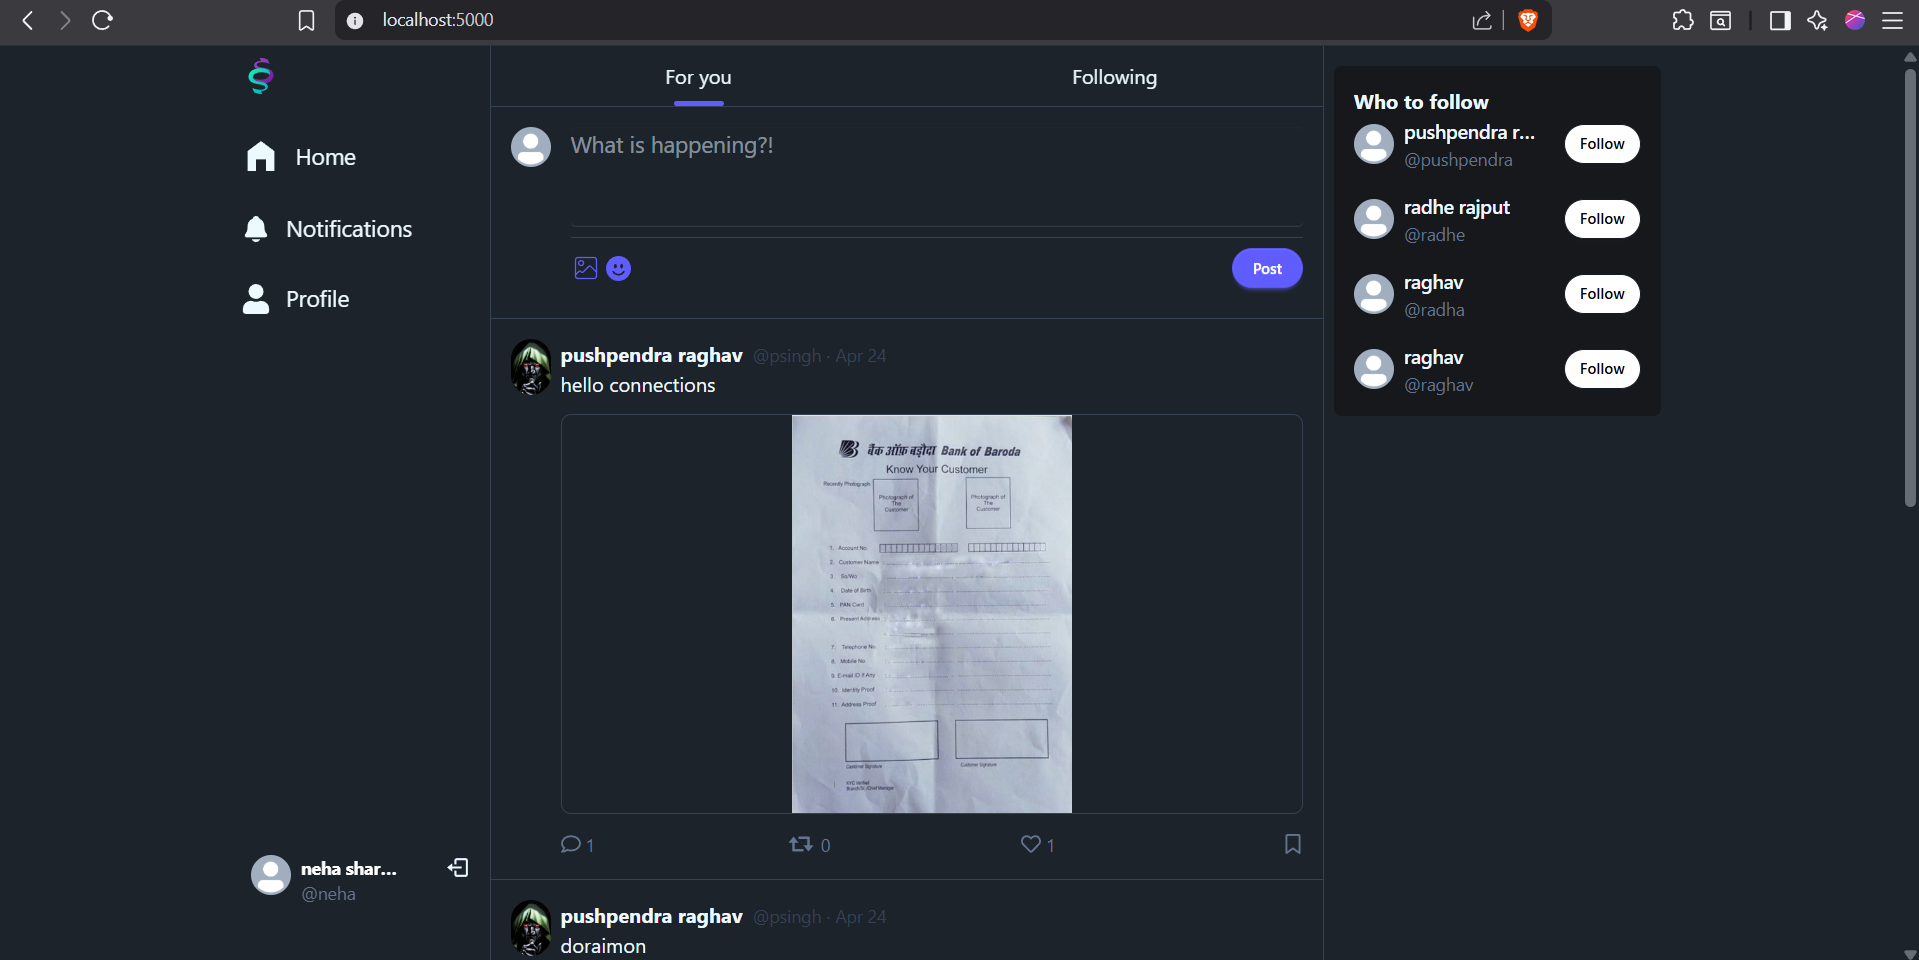 localhost:5000
Home
Notifications
Profile
neha shar...
@neha
For you
Following
What is happening?!
Post
pushpendra raghav @psingh · Apr 24
hello connections
बैंक ऑफ़ बड़ौदा Bank of Baroda
Know Your Customer
Recently Photograph
Photograph of
The
Customer
Photograph of
The
Customer
1. Account No.
2. Customer Name
3. So/Wo
4. Date of Birth
5. PAN Card
6. Present Address
7. Telephone No
8. Mobile No
9. E-mail ID if Any
10. Identity Proof
11. Address Proof
Customer Signature
Customer Signature
KYC Verified
1
0
1
pushpendra raghav @psingh · Apr 24
doraimon
Who to follow
pushpendra r...
@pushpendra
Follow
radhe rajput
@radhe
Follow
raghav
@radha
Follow
raghav
@raghav
Follow